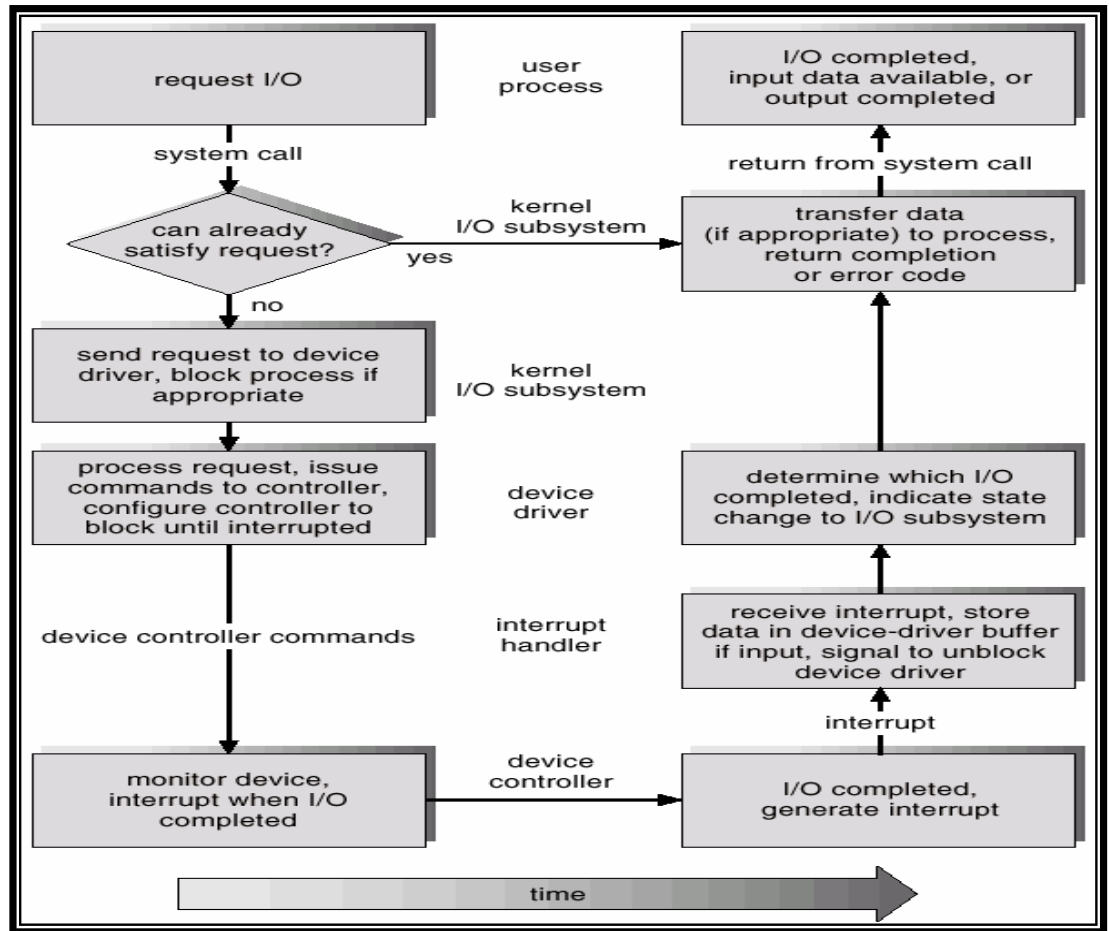 request I/O
user
process
I/O completed,
input data available, or
output completed
system call
return from system call
can already
satisfy request?
yes
kernel
I/O subsystem
transfer data
(if appropriate) to process,
return completion
or error code
no
send request to device
driver, block process if
appropriate
kernel
I/O subsystem
process request, issue
commands to controller,
configure controller to
block until interrupted
device
driver
determine which I/O
completed, indicate state
change to I/O subsystem
device controller commands
interrupt
handler
receive interrupt, store
data in device-driver buffer
if input, signal to unblock
device driver
interrupt
monitor device,
interrupt when I/O
completed
device
controller
I/O completed,
generate interrupt
time